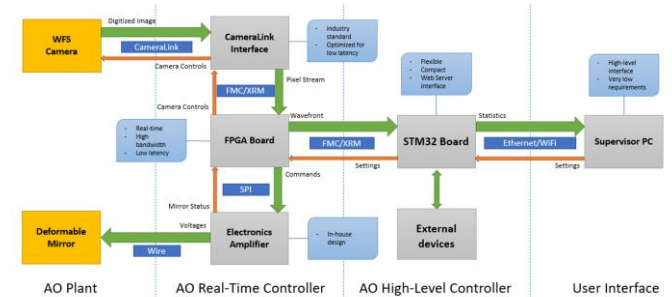 Digitized Image
WFS
Camera
CameraLink
Camera Controls
CameraLink
Interface
- Industry
standard
- Optimized for
low latency
Camera Controls
FMC/XRM
Pixel Stream
- Real-time
- High
bandwidth
- Low latency
FPGA Board
Wavefront
FMC/XRM
Settings
- Flexible
- Compact
- Web Server
interface
STM32 Board
Statistics
Ethernet/WiFi
Settings
- High-level
interface
- Very low
requirements
Supervisor PC
SPI
Commands
Mirror Status
Voltages
Deformable
Mirror
Wire
Electronics
Amplifier
- In-house
design
External
devices
AO Plant
AO Real-Time Controller
AO High-Level Controller
User Interface